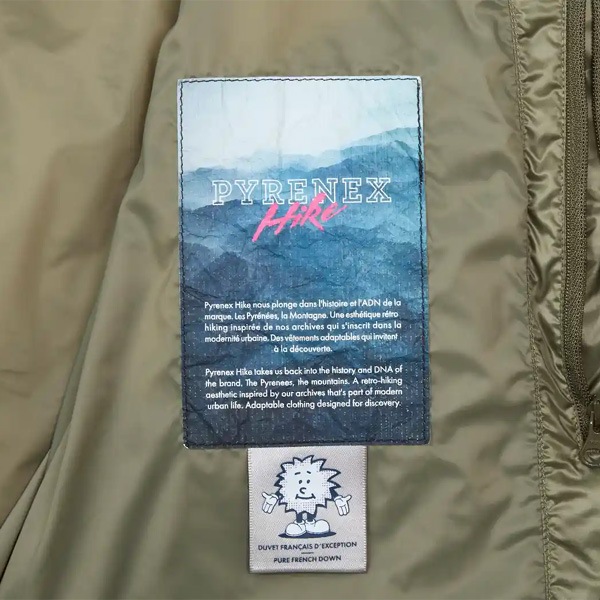 PYRENEX
Hike
Pyrenex Hike nous plonge dans l'histoire et l'ADN de la
marque. Les Pyrénées, la Montagne. Une esthétique rétro
hiking inspirée de nos archives qui s'inscrit dans la
modernité urbaine. Des vêtements adaptables qui invitent
à la découverte.
Pyrenex Hike takes us back into the history and DNA of
the brand. The Pyrenees, the mountains. A retro-hiking
aesthetic inspired by our archives that's part of modern
urban life. Adaptable clothing designed for discovery.
DUVET FRANÇAIS D'EXCEPTION
PURE FRENCH DOWN